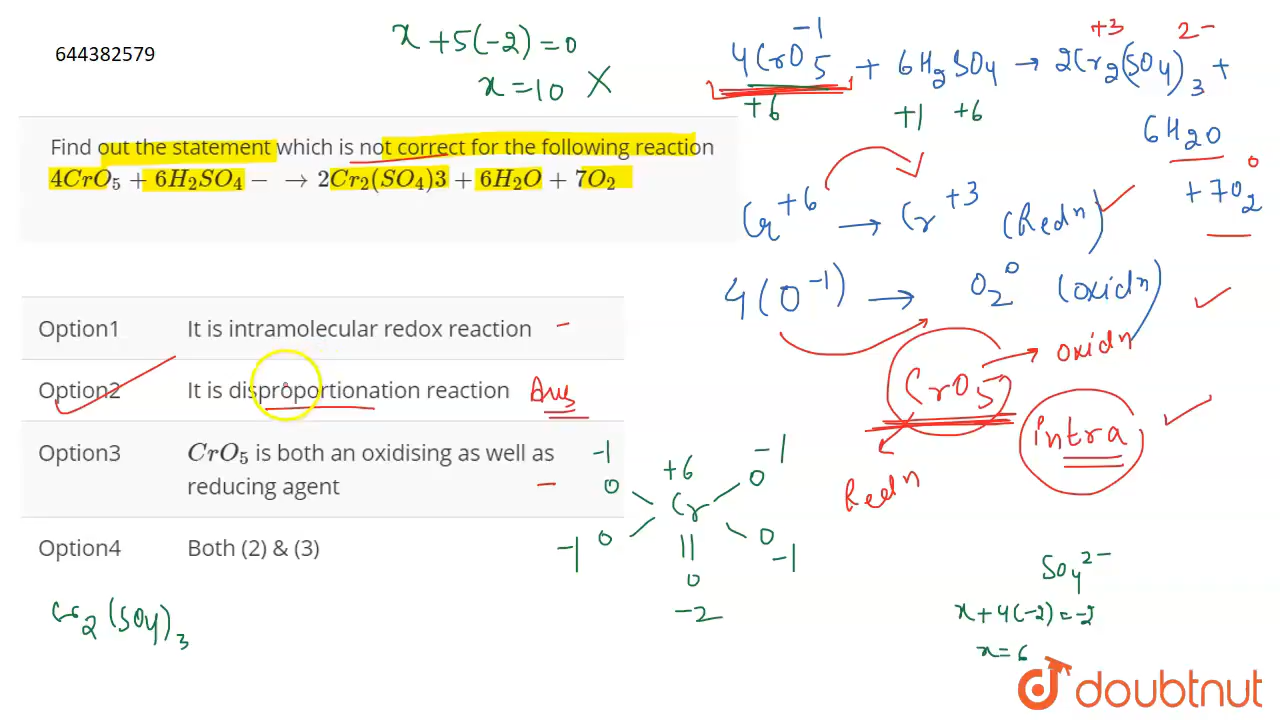 644382579
x + 5(-2) = 0
x = 10 X
-1
+3
2-
4CrO5 + 6H2SO4 → 2Cr2(SO4)3 +
+6
+1
+6
6H2O
0
+ 7O2
Find out the statement which is not correct for the following reaction
4CrO₅ + 6H₂SO₄ − → 2Cr₂(SO₄)3 + 6H₂O + 7O₂
Cr+6 → Cr+3 (Redn)
4(O-1) → O2 0 (oxidn)
Option1 It is intramolecular redox reaction -
Option2 It is disproportionation reaction Ans
Option3 CrO₅ is both an oxidising as well as
reducing agent -
Option4 Both (2) & (3)
CrO5 → oxidn
Redn
intra
-1
-1
+6
O
O
Cr
O
O
-1
-1
O
-2
Cr2(SO4)3
SO4 2-
x + 4(-2) = -2
x = 6
doubtnut